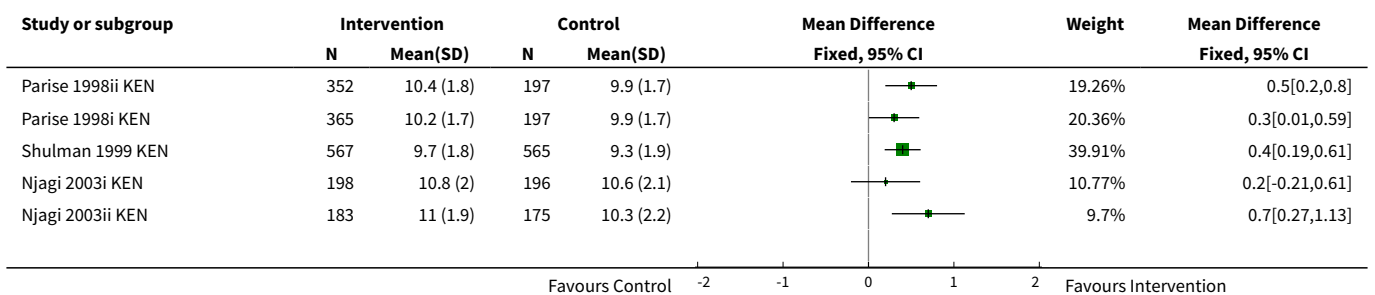 Study or subgroup Intervention Control Mean Difference Weight Mean Difference
N Mean(SD) N Mean(SD) Fixed, 95% CI Fixed, 95% CI
Parise 1998ii KEN 352 10.4 (1.8) 197 9.9 (1.7) 19.26% 0.5[0.2,0.8]
Parise 1998i KEN 365 10.2 (1.7) 197 9.9 (1.7) 20.36% 0.3[0.01,0.59]
Shulman 1999 KEN 567 9.7 (1.8) 565 9.3 (1.9) 39.91% 0.4[0.19,0.61]
Njagi 2003i KEN 198 10.8 (2) 196 10.6 (2.1) 10.77% 0.2[-0.21,0.61]
Njagi 2003ii KEN 183 11 (1.9) 175 10.3 (2.2) 9.7% 0.7[0.27,1.13]
Favours Control -2 -1 0 1 2 Favours Intervention